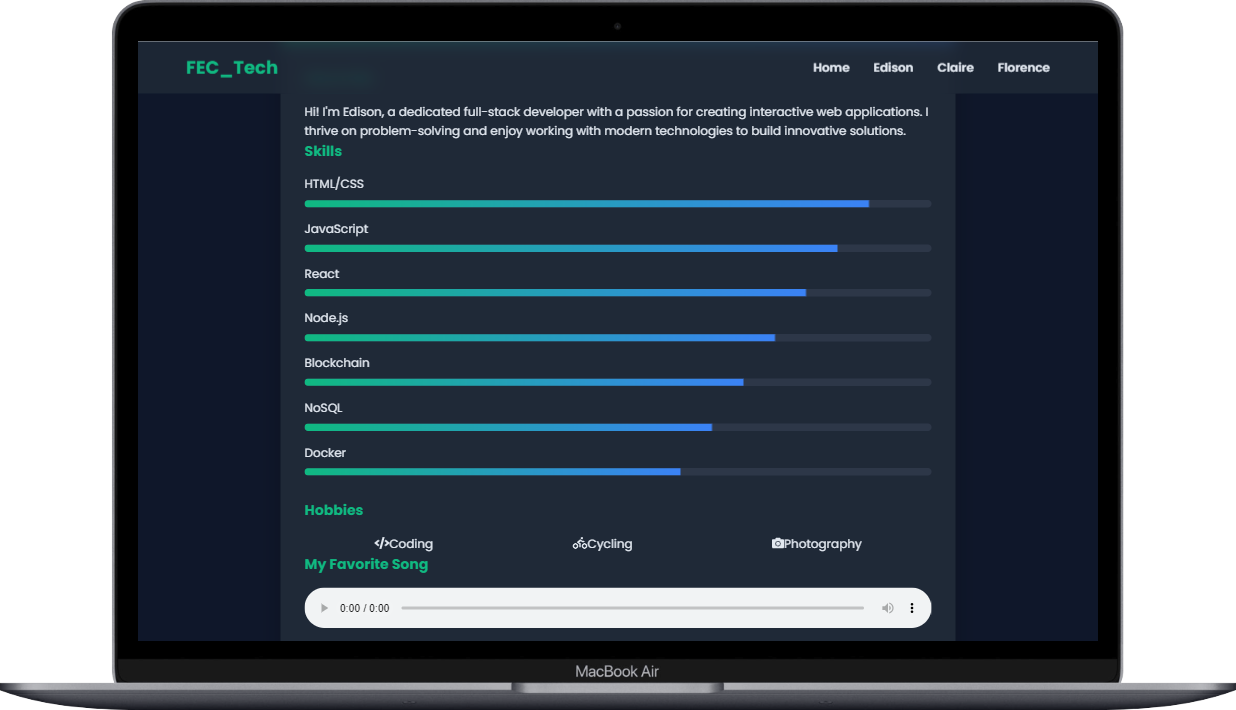 FEC_Tech Home Edison Claire Florence
Hi! I'm Edison, a dedicated full-stack developer with a passion for creating interactive web applications. I
thrive on problem-solving and enjoy working with modern technologies to build innovative solutions.
Skills
HTML/CSS
JavaScript
React
Node.js
Blockchain
NoSQL
Docker
Hobbies
</>Coding Cycling Photography
My Favorite Song
0:00 / 0:00
MacBook Air